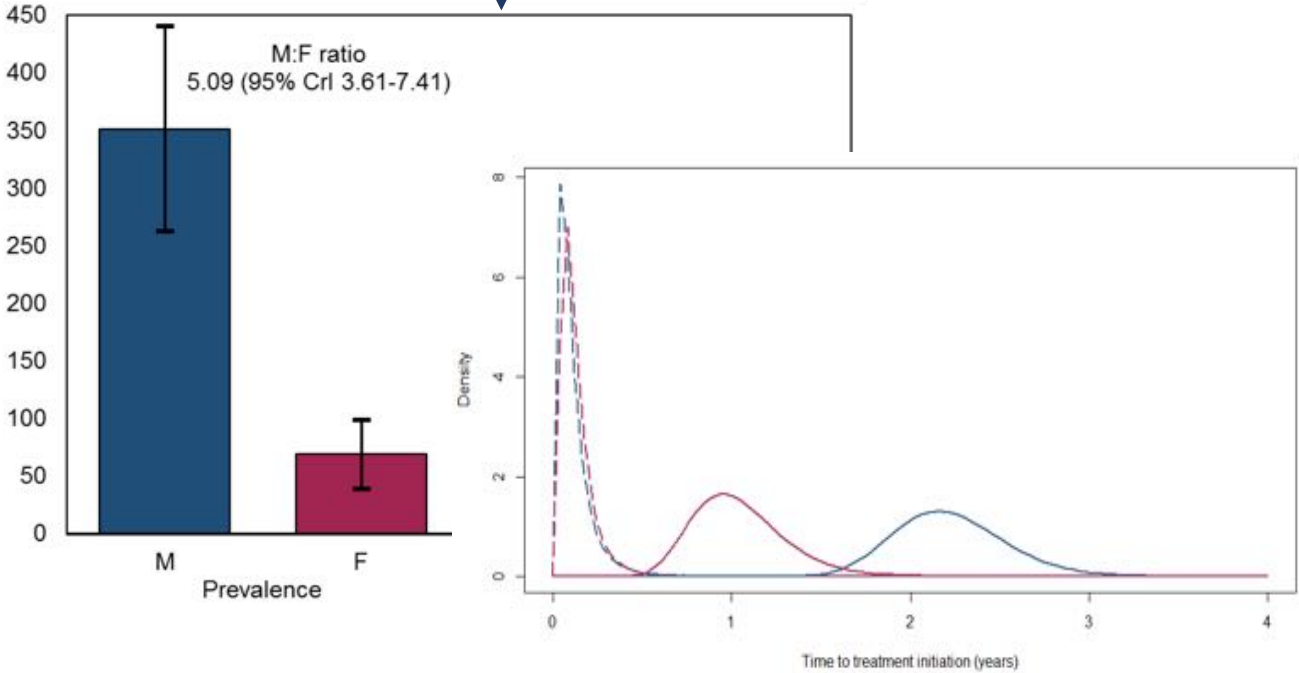 450
400
350
300
250
200
150
100
50
0
M:F ratio
5.09 (95% CrI 3.61-7.41)
M F
Prevalence
Density
8
6
4
2
0
0 1 2 3 4
Time to treatment initiation (years)